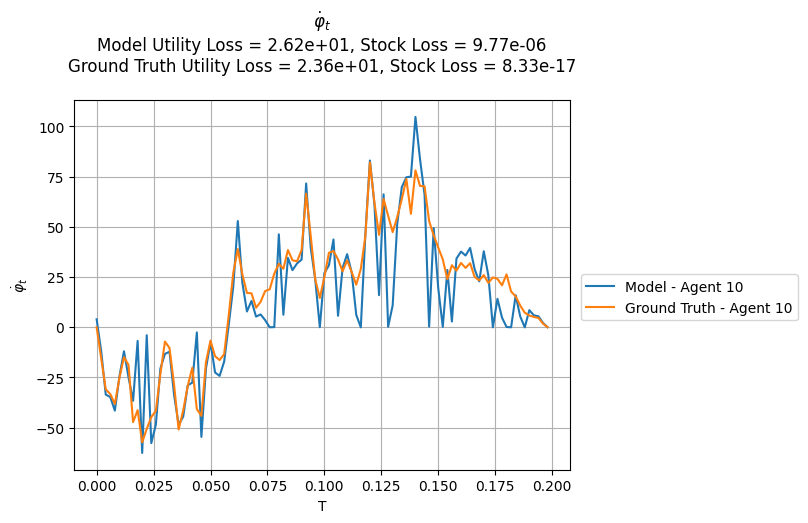 φ̇ₜ
Model Utility Loss = 2.62e+01, Stock Loss = 9.77e-06
Ground Truth Utility Loss = 2.36e+01, Stock Loss = 8.33e-17
100
75
50
25
0
−25
−50
φ̇ₜ
0.000 0.025 0.050 0.075 0.100 0.125 0.150 0.175 0.200
T
Model - Agent 10
Ground Truth - Agent 10